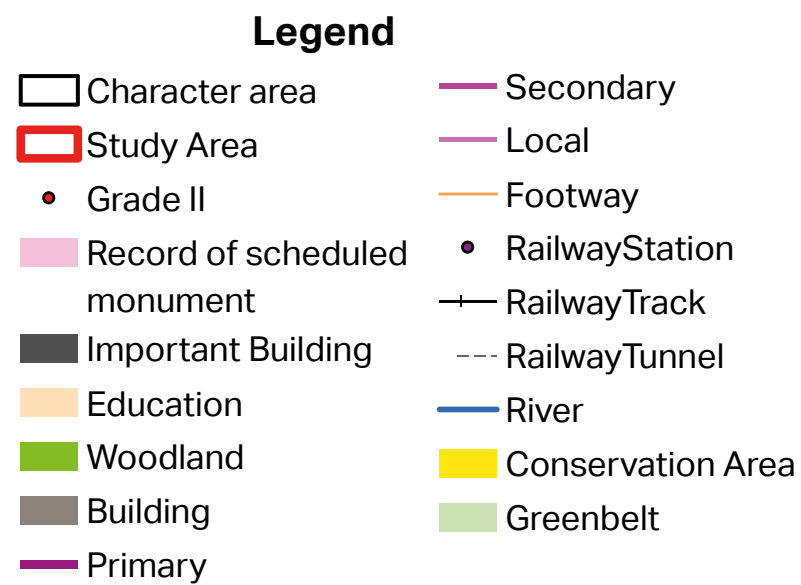 Legend
Character area
Study Area
Grade II
Record of scheduled
monument
Important Building
Education
Woodland
Building
Primary
Secondary
Local
Footway
RailwayStation
RailwayTrack
RailwayTunnel
River
Conservation Area
Greenbelt